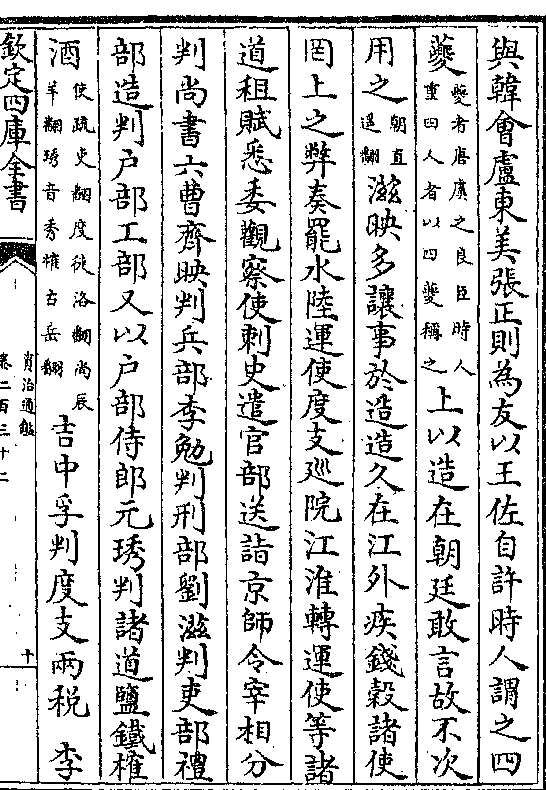 與韓會盧東美張正則為友以王佐自許時人謂之四
夔夔者唐虞之良臣時人重四人者以四夔稱之上以造在朝廷敢言故不次
用之朝直遥翻滋映多讓事於造造久在江外疾錢榖諸使
罔上之弊奏罷水陸運使度支廵院江淮轉運使等諸
道租賦悉委觀察使刺史遣官部送詣京師令宰相分
判尚書六曹齊映判兵部李勉判刑部劉滋判吏部禮
部造判户部工部又以户部侍郎元琇判諸道鹽鐵榷
酒使疏吏翻度徒洛翻尚辰羊翻琇音秀榷古岳翻吉中孚判度支兩税 李
欽定四庫全書
資治通鑑
卷二百三十二
十